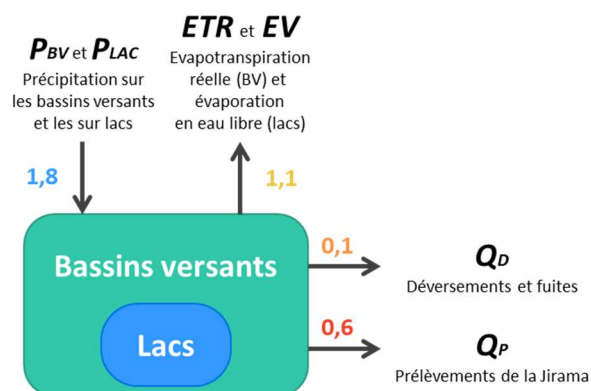 PBV et PLAC
Précipitation sur
les bassins versants
et les sur lacs
1,8
ETR et EV
Evapotranspiration
réelle (BV) et
évaporation
en eau libre (lacs)
1,1
Bassins versants
Lacs
0,1
QD
Déversements et fuites
0,6
QP
Prélèvements de la Jirama